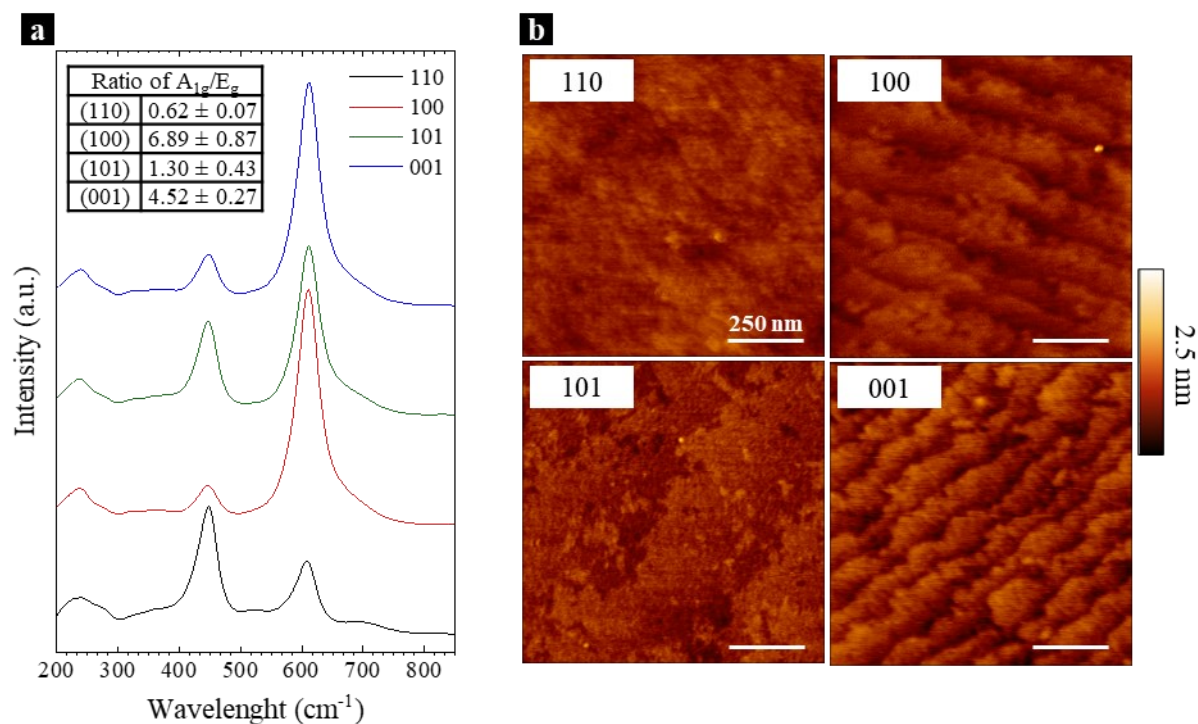 a
Ratio of A1g/Eg
(110) 0.62 ± 0.07
(100) 6.89 ± 0.87
(101) 1.30 ± 0.43
(001) 4.52 ± 0.27
110
100
101
001
Intensity (a.u.)
200 300 400 500 600 700 800
Wavelenght (cm-1)
b
110
100
250 nm
101
001
2.5 nm